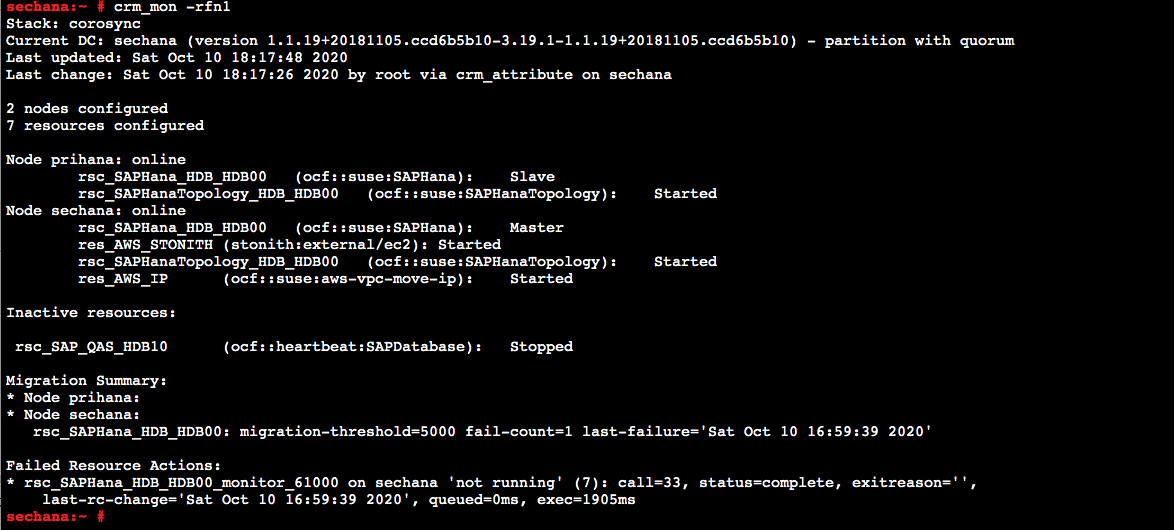 sechana:~ # crm_mon -rfn1
Stack: corosync
Current DC: sechana (version 1.1.19+20181105.ccd6b5b10-3.19.1-1.1.19+20181105.ccd6b5b10) - partition with quorum
Last updated: Sat Oct 10 18:17:48 2020
Last change: Sat Oct 10 18:17:26 2020 by root via crm_attribute on sechana
2 nodes configured
7 resources configured
Node prihana: online
rsc_SAPHana_HDB_HDB00 (ocf::suse:SAPHana): Slave
rsc_SAPHanaTopology_HDB_HDB00 (ocf::suse:SAPHanaTopology): Started
Node sechana: online
rsc_SAPHana_HDB_HDB00 (ocf::suse:SAPHana): Master
res_AWS_STONITH (stonith:external/ec2): Started
rsc_SAPHanaTopology_HDB_HDB00 (ocf::suse:SAPHanaTopology): Started
res_AWS_IP (ocf::suse:aws-vpc-move-ip): Started
Inactive resources:
rsc_SAP_QAS_HDB10 (ocf::heartbeat:SAPDatabase): Stopped
Migration Summary:
* Node prihana:
* Node sechana:
rsc_SAPHana_HDB_HDB00: migration-threshold=5000 fail-count=1 last-failure='Sat Oct 10 16:59:39 2020'
Failed Resource Actions:
* rsc_SAPHana_HDB_HDB00_monitor_61000 on sechana 'not running' (7): call=33, status=complete, exitreason='',
last-rc-change='Sat Oct 10 16:59:39 2020', queued=0ms, exec=1905ms
sechana:~ #